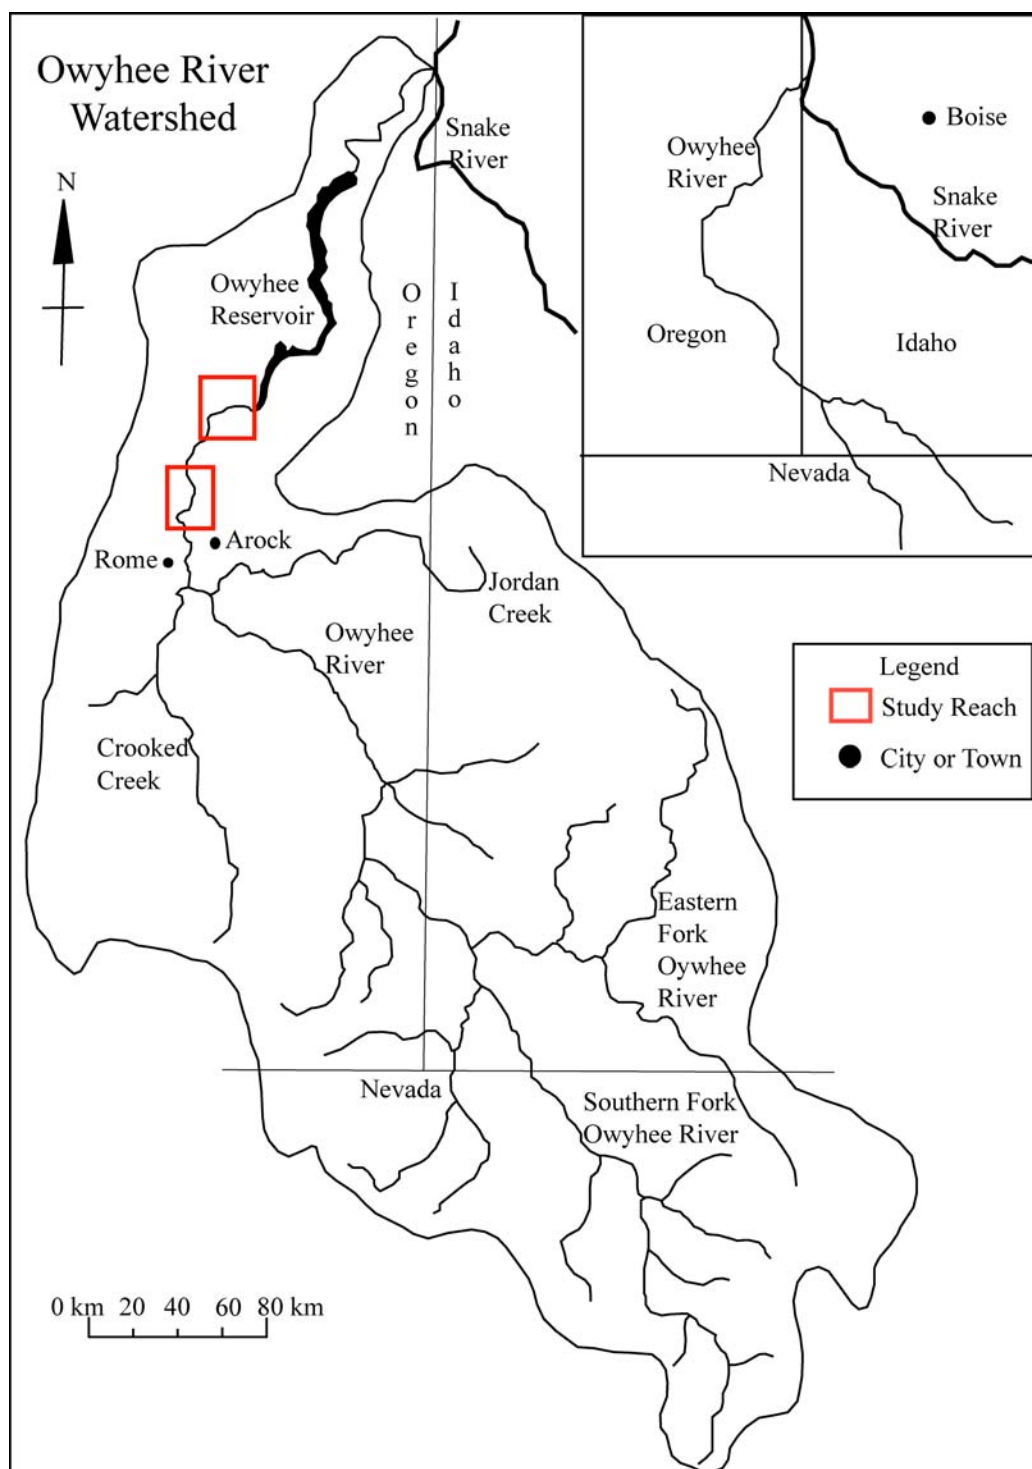 Owyhee River
Watershed
N
Snake
River
Owyhee
Reservoir
Oregon
Idaho
Rome
Arock
Jordan
Creek
Owyhee
River
Crooked
Creek
Eastern
Fork
Oywhee
River
Nevada
Southern Fork
Owyhee River
0 km 20 40 60 80 km
Boise
Owyhee
River
Snake
River
Oregon
Idaho
Nevada
Legend
Study Reach
City or Town